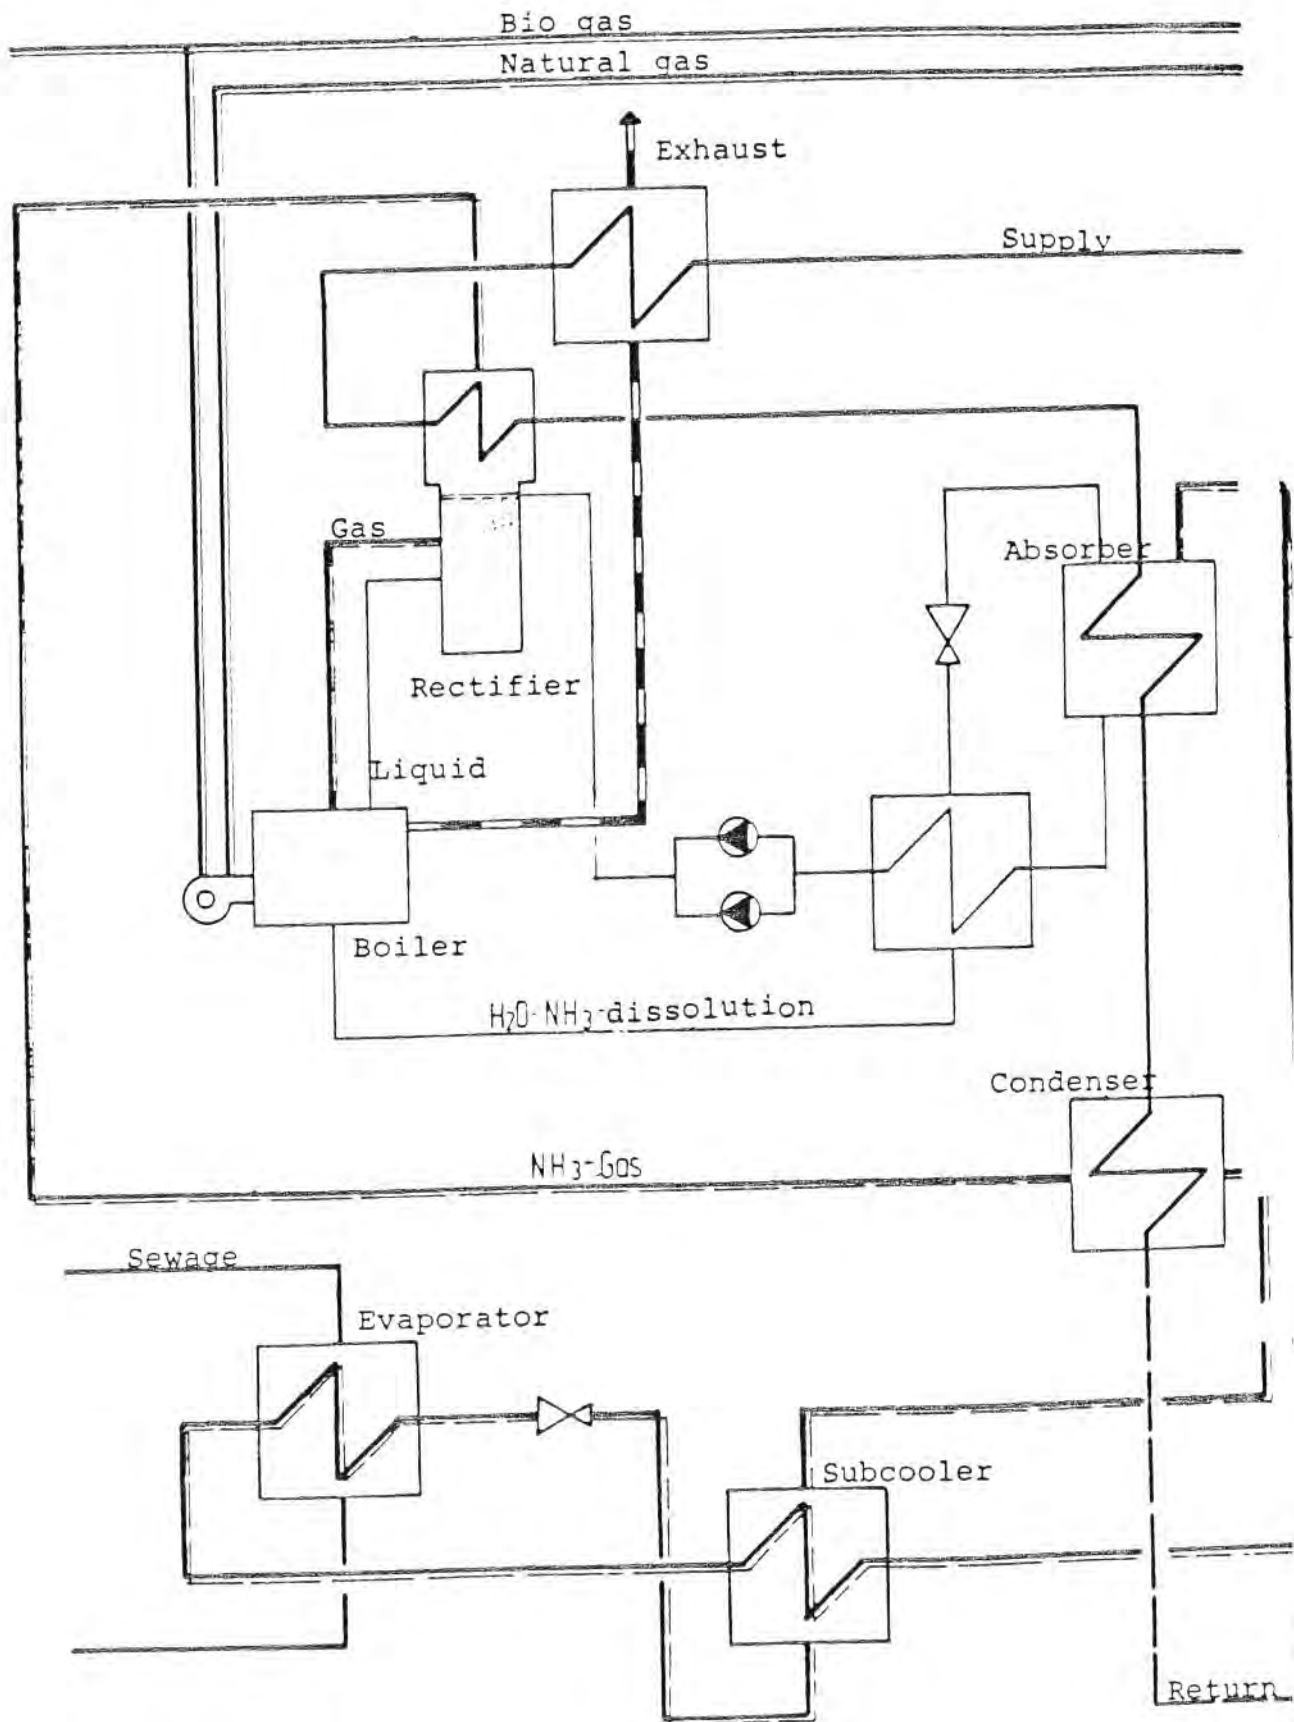 Bio gas
Natural gas
Exhaust
Supply
Gas
Absorber
Rectifier
Liquid
Boiler
H₂O-NH₃-dissolution
Condenser
NH₃-Gas
Sewage
Evaporator
Subcooler
Return